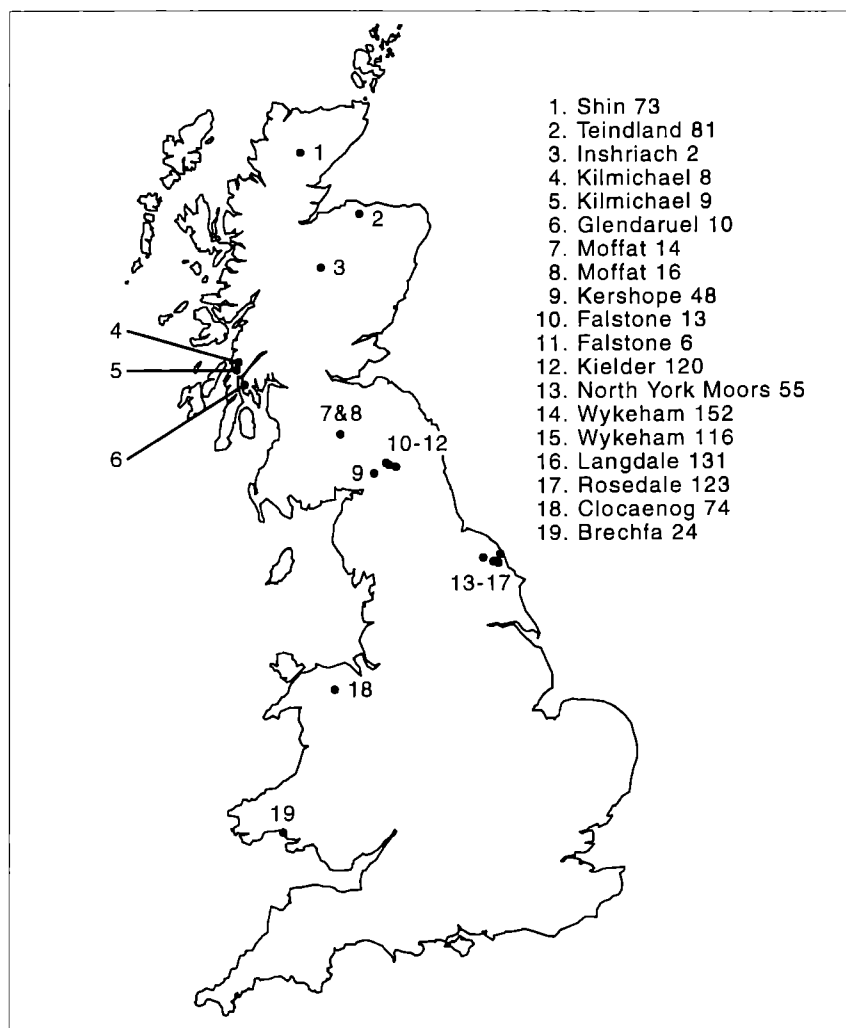 1. Shin 73
2. Teindland 81
3. Inshriach 2
4. Kilmichael 8
5. Kilmichael 9
6. Glendaruel 10
7. Moffat 14
8. Moffat 16
9. Kershope 48
10. Falstone 13
11. Falstone 6
12. Kielder 120
13. North York Moors 55
14. Wykeham 152
15. Wykeham 116
16. Langdale 131
17. Rosedale 123
18. Clocaenog 74
19. Brechfa 24
1
2
3
4
5
6
7&8
10-12
9
13-17
18
19